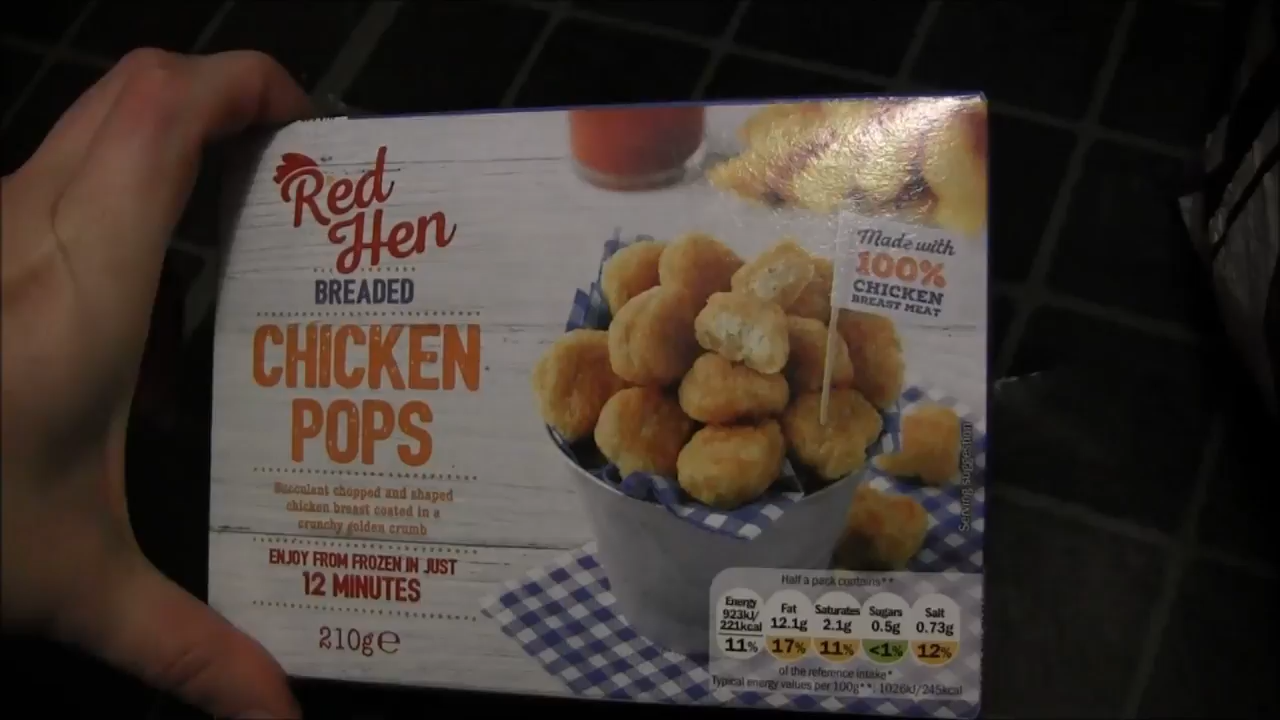 Red
Hen
BREADED
CHICKEN
POPS
Succulent chopped and shaped
chicken breast coated in a
crunchy golden crumb
ENJOY FROM FROZEN IN JUST
12 MINUTES
210g℮
Made with
100%
CHICKEN
BREAST MEAT
Serving suggestion
Half a pack contains**
Energy
923kJ/
221kcal
11%
Fat
12.1g
17%
Saturates
2.1g
11%
Sugars
0.5g
<1%
Salt
0.73g
12%
of the reference intake*
Typical energy values per 100g**: 1026kJ/245kcal